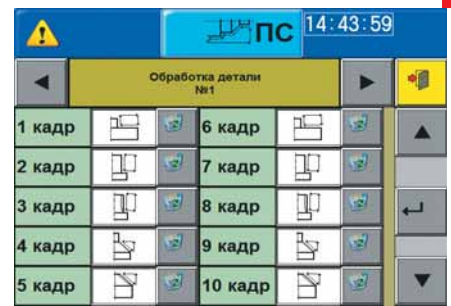 ПС 14:43:59
Обработка детали
№1
1 кадр 6 кадр
2 кадр 7 кадр
3 кадр 8 кадр
4 кадр 9 кадр
5 кадр 10 кадр